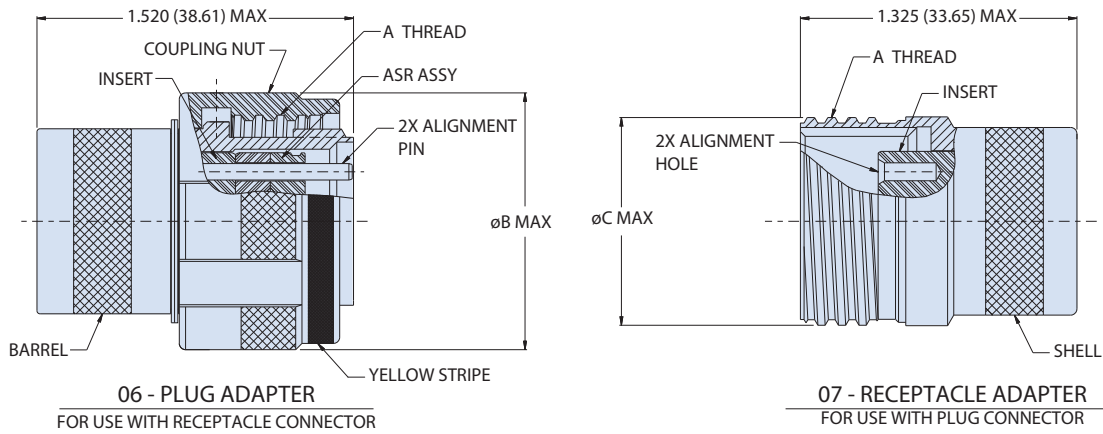 1.520 (38.61) MAX
COUPLING NUT
INSERT
A THREAD
ASR ASSY
2X ALIGNMENT
PIN
øB MAX
BARREL
YELLOW STRIPE
06 - PLUG ADAPTER
FOR USE WITH RECEPTACLE CONNECTOR
1.325 (33.65) MAX
A THREAD
INSERT
2X ALIGNMENT
HOLE
øC MAX
SHELL
07 - RECEPTACLE ADAPTER
FOR USE WITH PLUG CONNECTOR